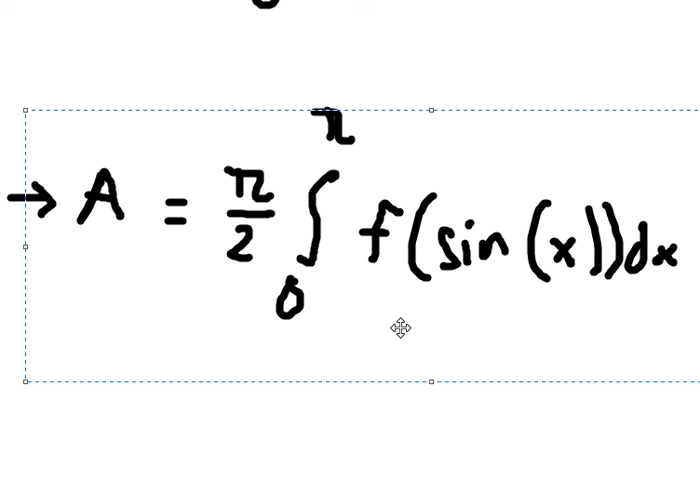 → A = π/2 ∫₀^π f(sin(x))dx